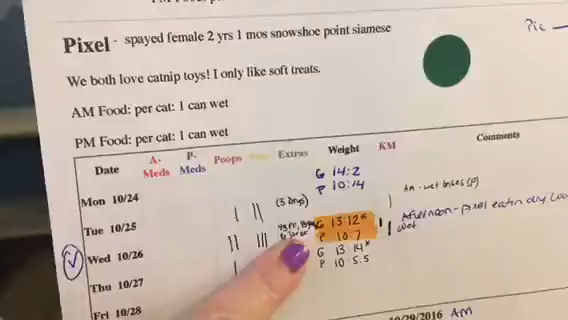 Pic
Pixel - spayed female 2 yrs 1 mos snowshoe point siamese
We both love catnip toys! I only like soft treats.
AM Food: per cat: 1 can wet
PM Food: per cat: 1 can wet
Date A-Meds P-Meds Poops Extras Weight KM Comments
Mon 10/24 G 14:2
P 10:14
Tue 10/25 (3 Days) G 13:12* AM - wet
P 10:7 Afternoon - pixel eating dry
wet
Wed 10/26 G 13 14*
P 10 5.5
Thu 10/27
Fri 10/28
10/29/2016 AM